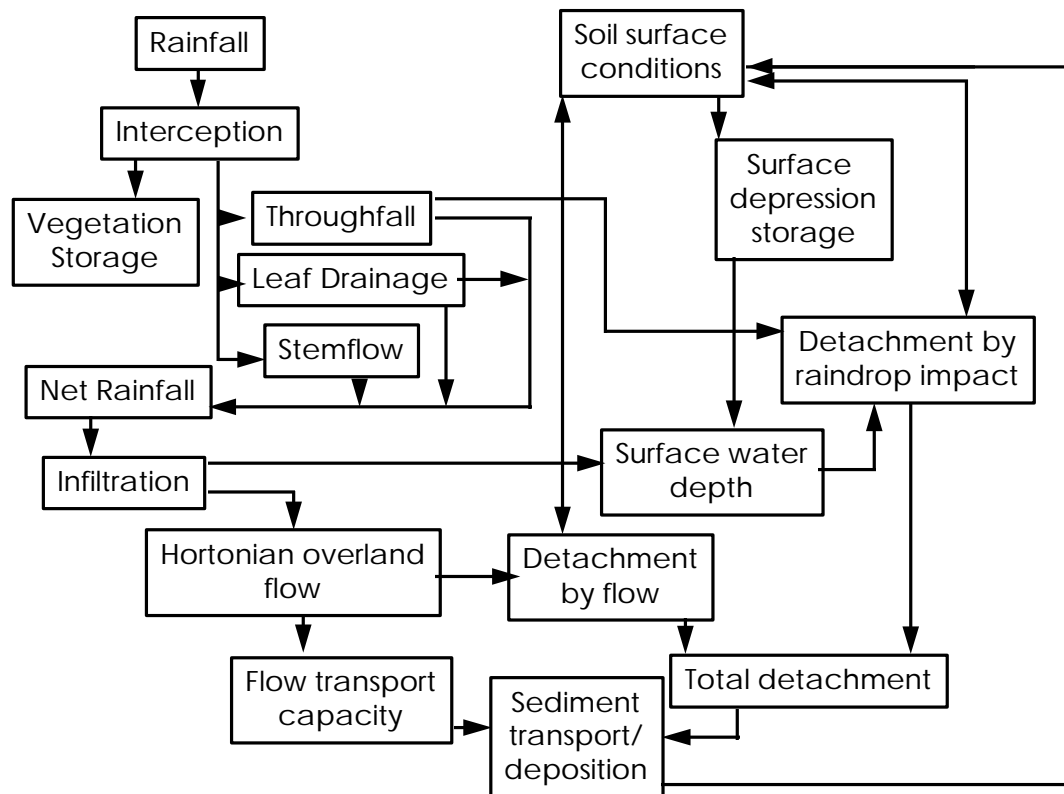 Rainfall
Interception
Vegetation
Storage
Throughfall
Leaf Drainage
Stemflow
Net Rainfall
Infiltration
Hortonian overland
flow
Flow transport
capacity
Soil surface
conditions
Surface
depression
storage
Detachment by
raindrop impact
Surface water
depth
Detachment
by flow
Total detachment
Sediment
transport/
deposition